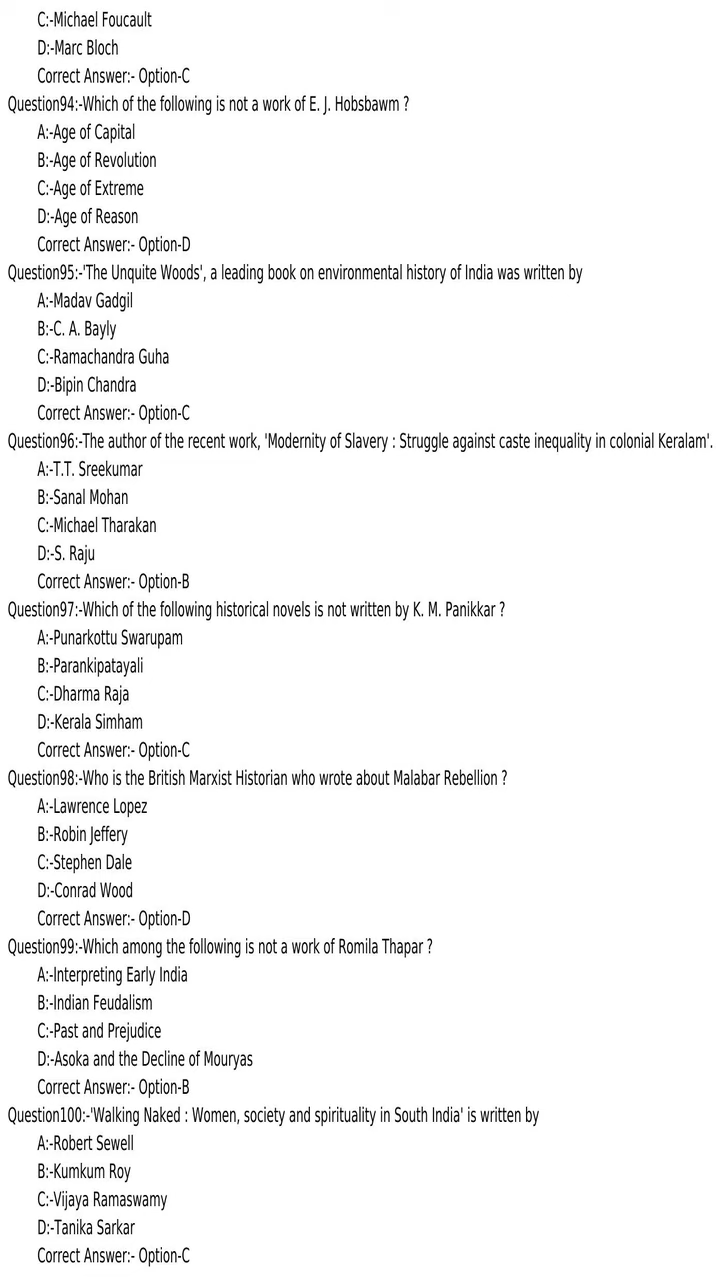 C:-Michael Foucault
D:-Marc Bloch
Correct Answer:- Option-C
Question94:-Which of the following is not a work of E. J. Hobsbawm ?
A:-Age of Capital
B:-Age of Revolution
C:-Age of Extreme
D:-Age of Reason
Correct Answer:- Option-D
Question95:-'The Unquite Woods', a leading book on environmental history of India was written by
A:-Madav Gadgil
B:-C. A. Bayly
C:-Ramachandra Guha
D:-Bipin Chandra
Correct Answer:- Option-C
Question96:-The author of the recent work, 'Modernity of Slavery : Struggle against caste inequality in colonial Keralam'.
A:-T.T. Sreekumar
B:-Sanal Mohan
C:-Michael Tharakan
D:-S. Raju
Correct Answer:- Option-B
Question97:-Which of the following historical novels is not written by K. M. Panikkar ?
A:-Punarkottu Swarupam
B:-Parankipatayali
C:-Dharma Raja
D:-Kerala Simham
Correct Answer:- Option-C
Question98:-Who is the British Marxist Historian who wrote about Malabar Rebellion ?
A:-Lawrence Lopez
B:-Robin Jeffery
C:-Stephen Dale
D:-Conrad Wood
Correct Answer:- Option-D
Question99:-Which among the following is not a work of Romila Thapar ?
A:-Interpreting Early India
B:-Indian Feudalism
C:-Past and Prejudice
D:-Asoka and the Decline of Mouryas
Correct Answer:- Option-B
Question100:-'Walking Naked : Women, society and spirituality in South India' is written by
A:-Robert Sewell
B:-Kumkum Roy
C:-Vijaya Ramaswamy
D:-Tanika Sarkar
Correct Answer:- Option-C